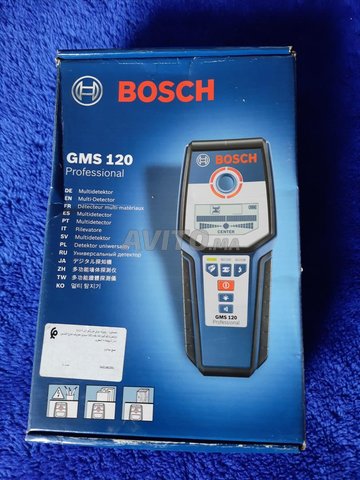 BOSCH
GMS 120
Professional
DE Multidetektor
EN Multi-Detector
FR Détecteur multi-matériaux
ES Multidetector
PT Multidetector
IT Rilevatore
SV Multidetektor
PL Detektor uniwersalny
RU Универсальный детектор
JA デジタル探知機
ZH 多功能墙体探测仪
TW 多功能牆體探測儀
KO 멀티 탐지기
BOSCH
CENTER
GMS 120
Professional
AVITO.ma